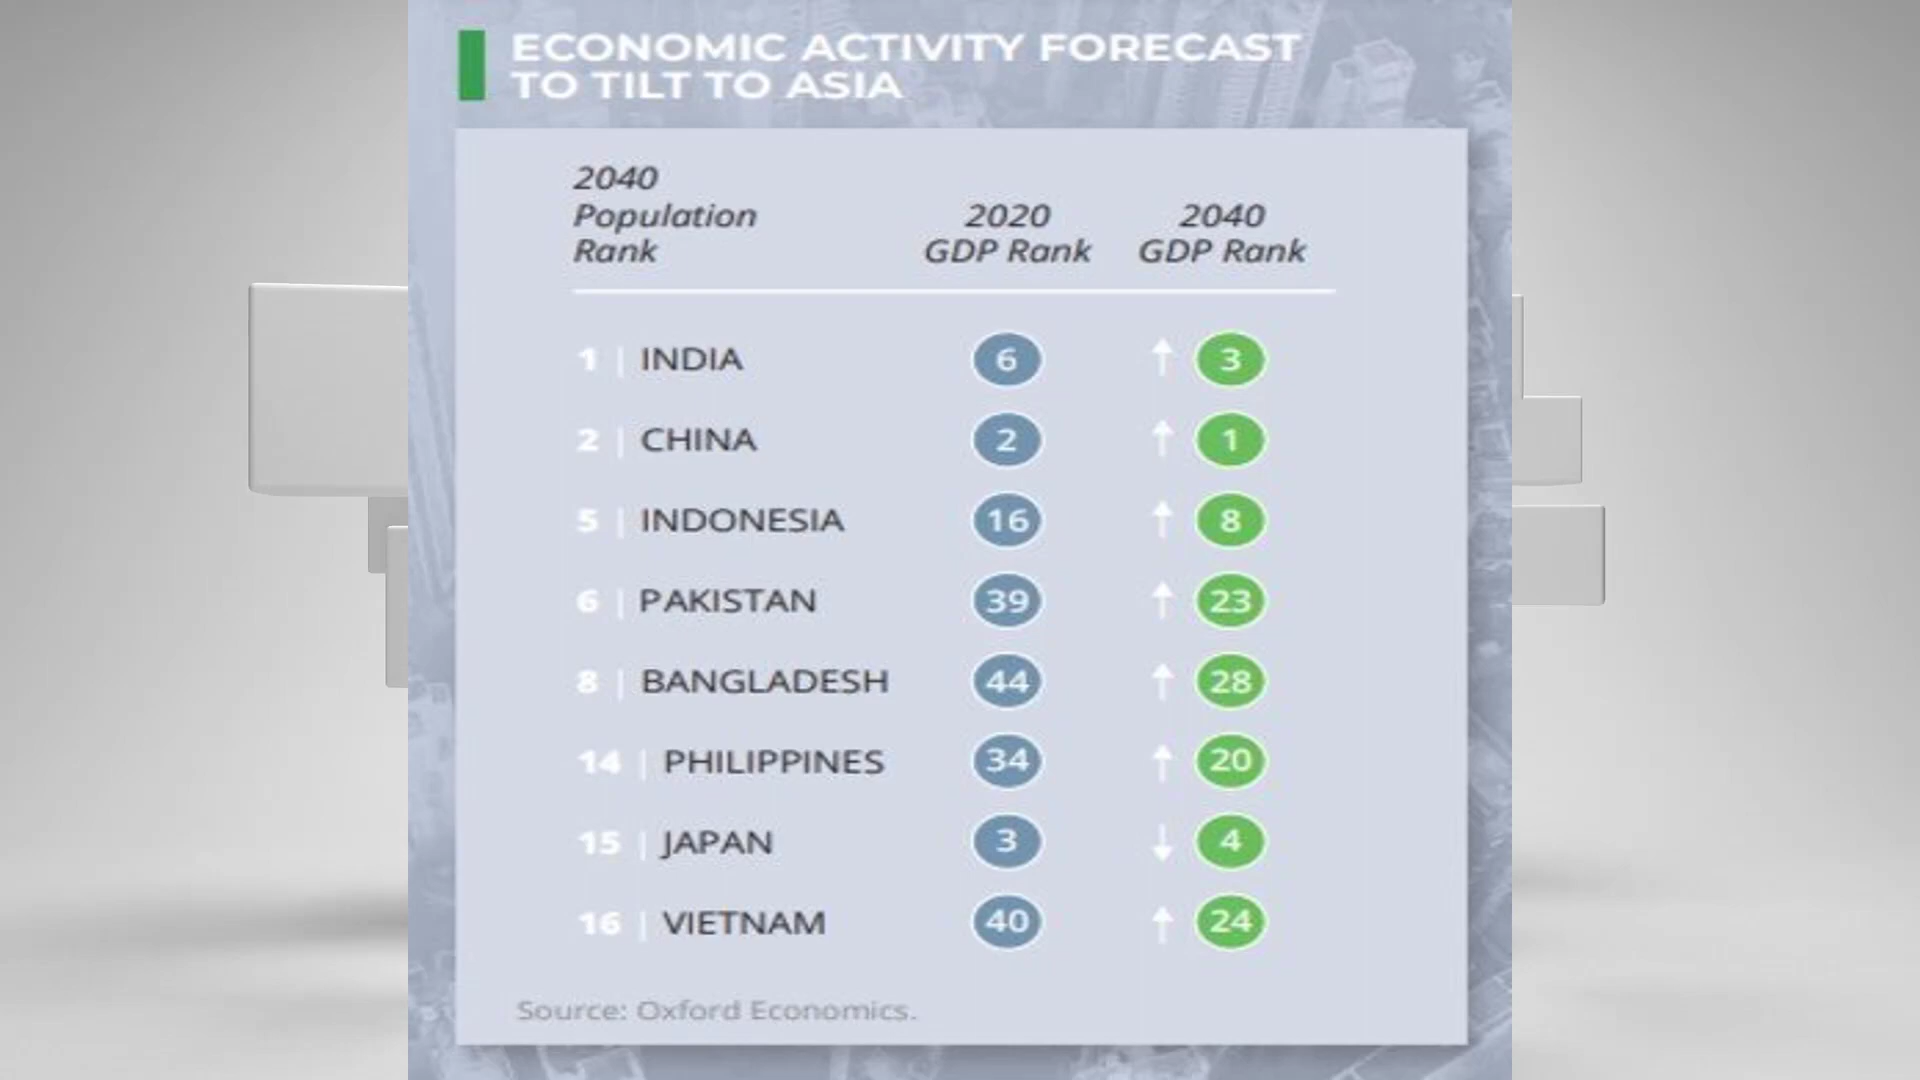 ECONOMIC ACTIVITY FORECAST
TO TILT TO ASIA
2040
Population
Rank
2020
GDP Rank
2040
GDP Rank
1 | INDIA 6 ↑ 3
2 | CHINA 2 ↑ 1
5 | INDONESIA 16 ↑ 8
6 | PAKISTAN 39 ↑ 23
8 | BANGLADESH 44 ↑ 28
14 | PHILIPPINES 34 ↑ 20
15 | JAPAN 3 ↓ 4
16 | VIETNAM 40 ↑ 24
Source: Oxford Economics.